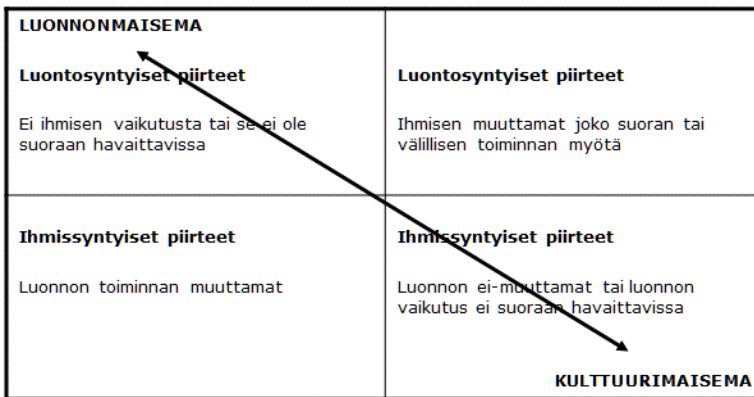 LUONNONMAISEMA
Luontosyntyiset piirteet
Ei ihmisen vaikutusta tai se ei ole
suoraan havaittavissa
Luontosyntyiset piirteet
Ihmisen muuttamat joko suoran tai
välillisen toiminnan myötä
Ihmissyntyiset piirteet
Luonnon toiminnan muuttamat
Ihmissyntyiset piirteet
Luonnon ei-muuttamat tai luonnon
vaikutus ei suoraan havaittavissa
KULTTUURIMAISEMA